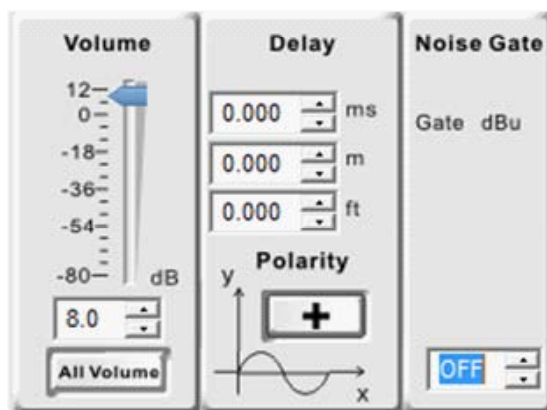 Volume
12
0
-18
-36
-54
-80
dB
8.0
All Volume
Delay
0.000 ms
0.000 m
0.000 ft
Polarity
y
+
x
Noise Gate
Gate dBu
OFF